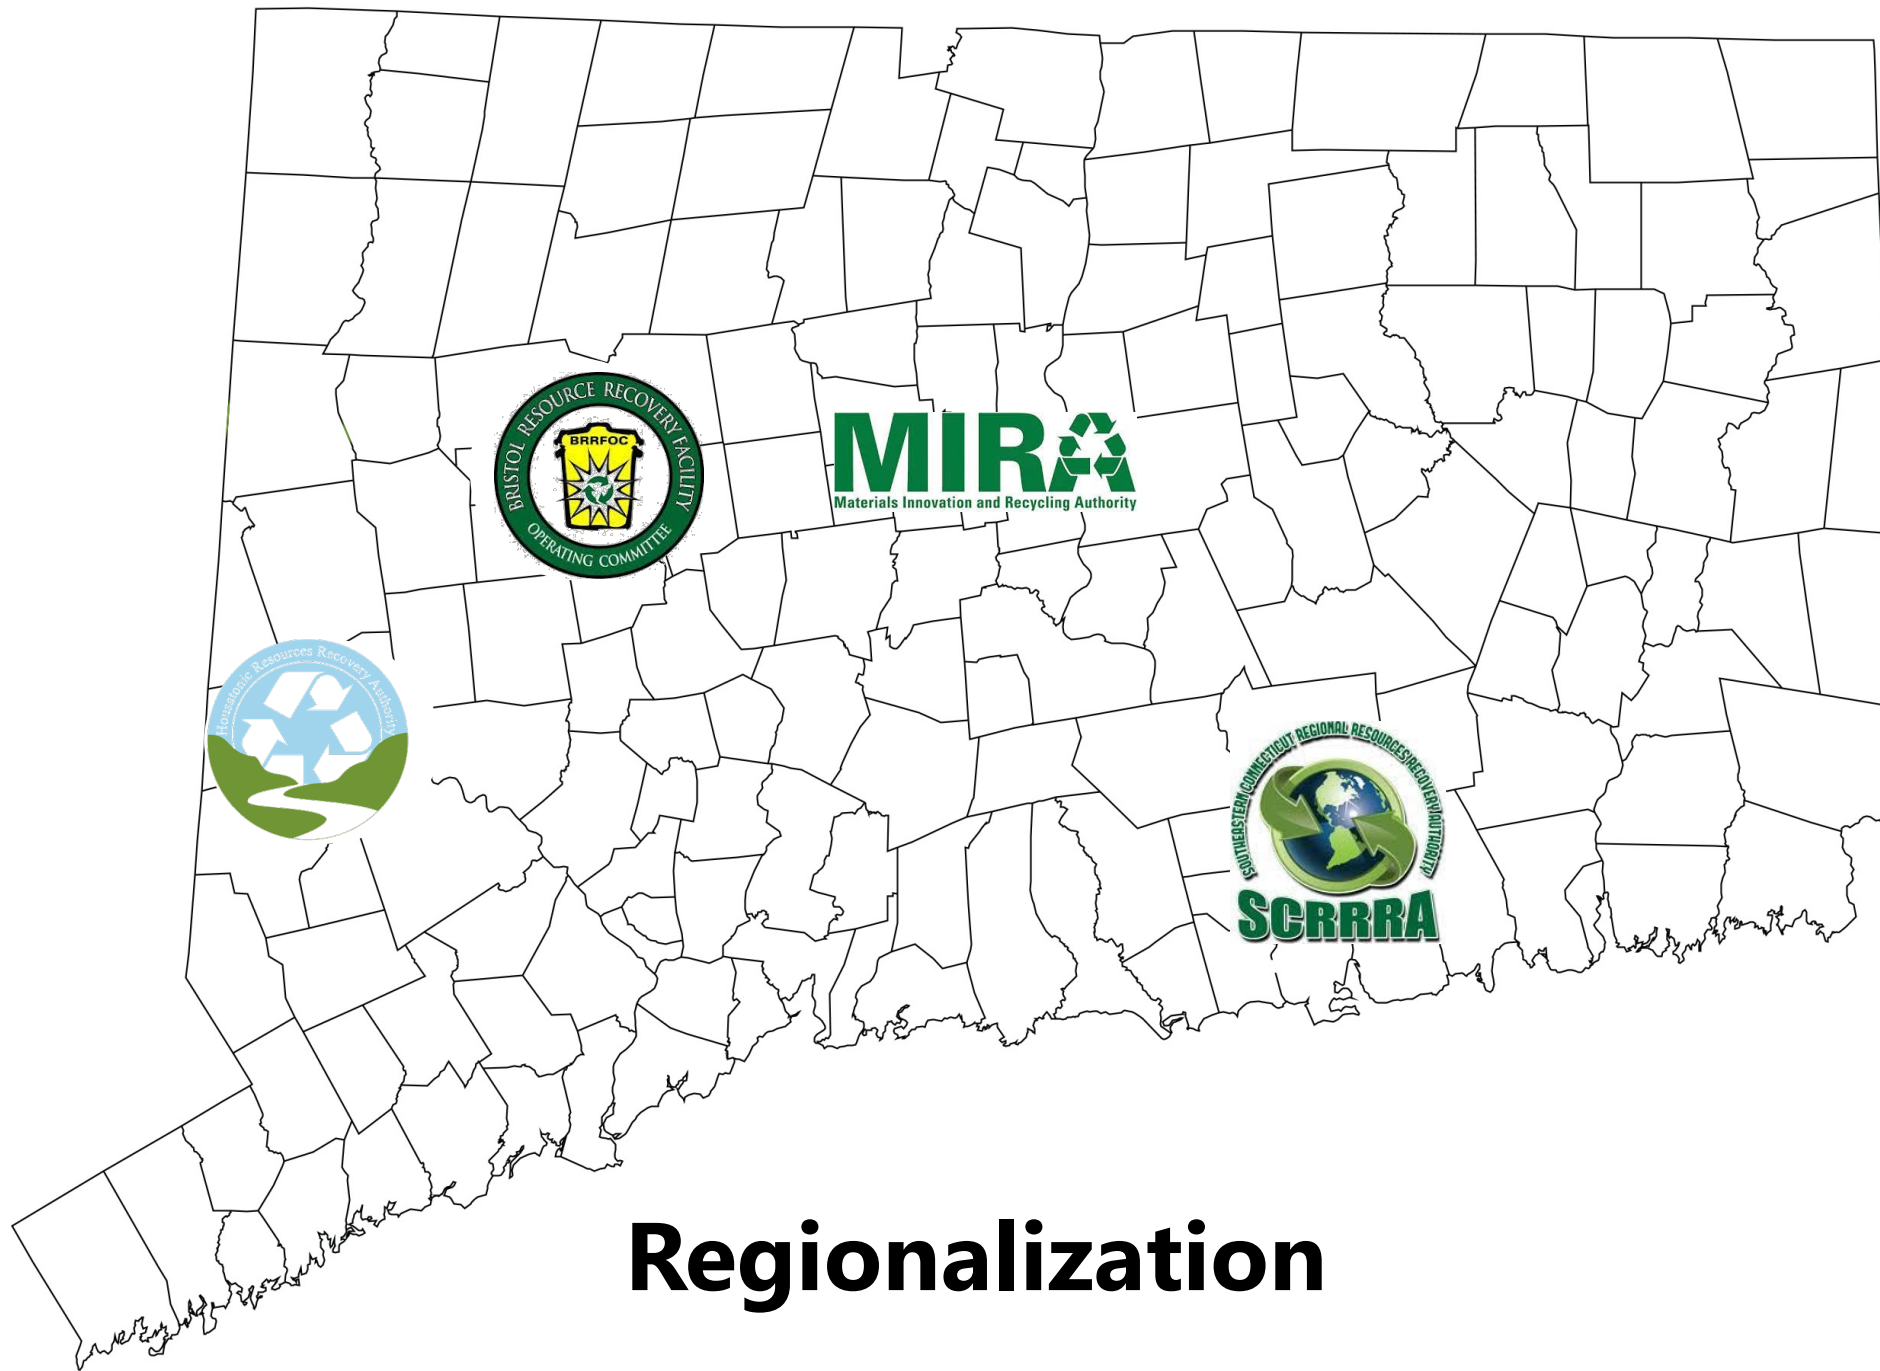 BRISTOL RESOURCE RECOVERY FACILITY
BRRFOC
OPERATING COMMITTEE
MIRA
Materials Innovation and Recycling Authority
Housatonic Resources Recovery Authority
SOUTHEASTERN CONNECTICUT REGIONAL RESOURCES RECOVERY AUTHORITY
SCRRRA
Regionalization